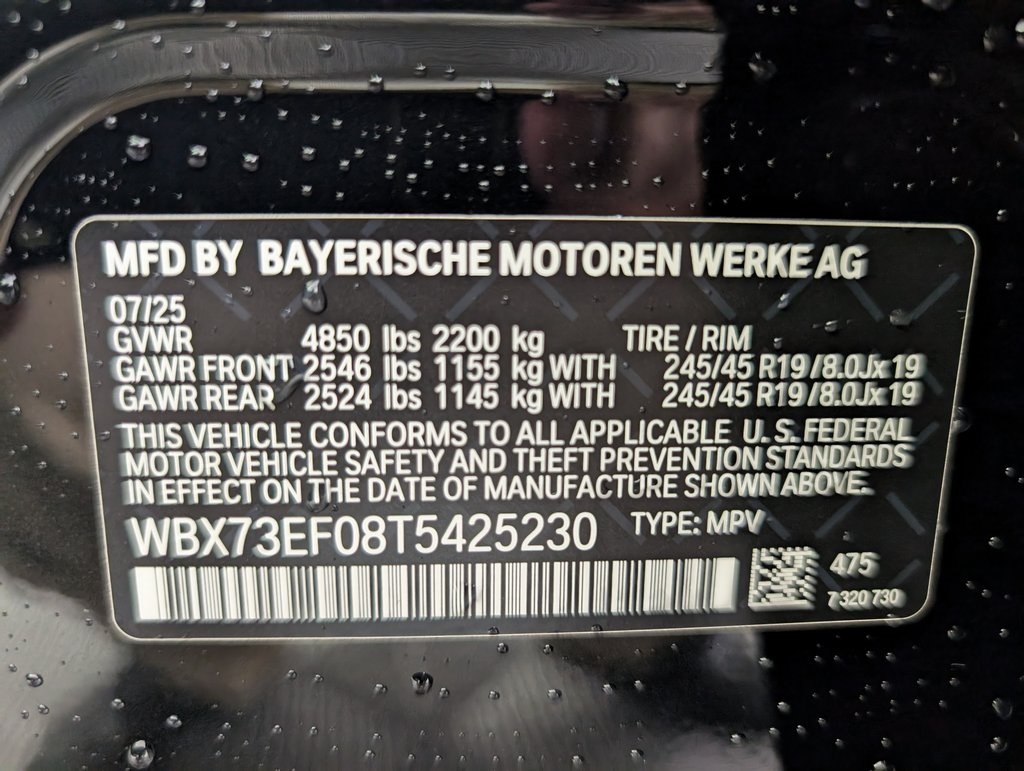 MFD BY BAYERISCHE MOTOREN WERKE AG
07/25
GVWR 4850 lbs 2200 kg TIRE / RIM
GAWR FRONT 2546 lbs 1155 kg WITH 245/45 R19 / 8.0Jx19
GAWR REAR 2524 lbs 1145 kg WITH 245/45 R19 / 8.0Jx19
THIS VEHICLE CONFORMS TO ALL APPLICABLE U.S. FEDERAL
MOTOR VEHICLE SAFETY AND THEFT PREVENTION STANDARDS
IN EFFECT ON THE DATE OF MANUFACTURE SHOWN ABOVE.
WBX73EF08T5425230 TYPE: MPV
475
7 320 730